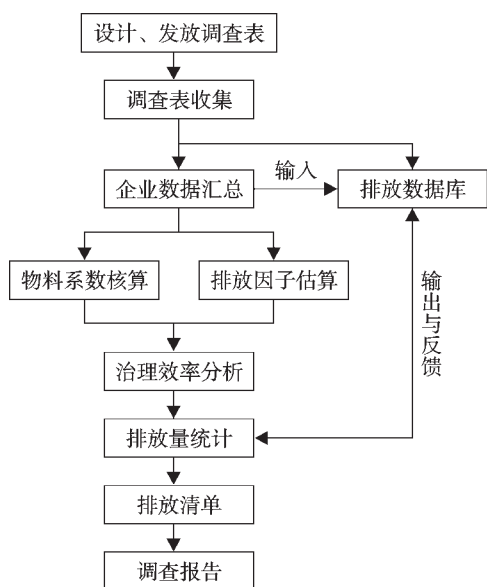 设计、发放调查表
调查表收集
企业数据汇总
输入
排放数据库
物料系数核算
排放因子估算
输出与反馈
治理效率分析
排放量统计
排放清单
调查报告